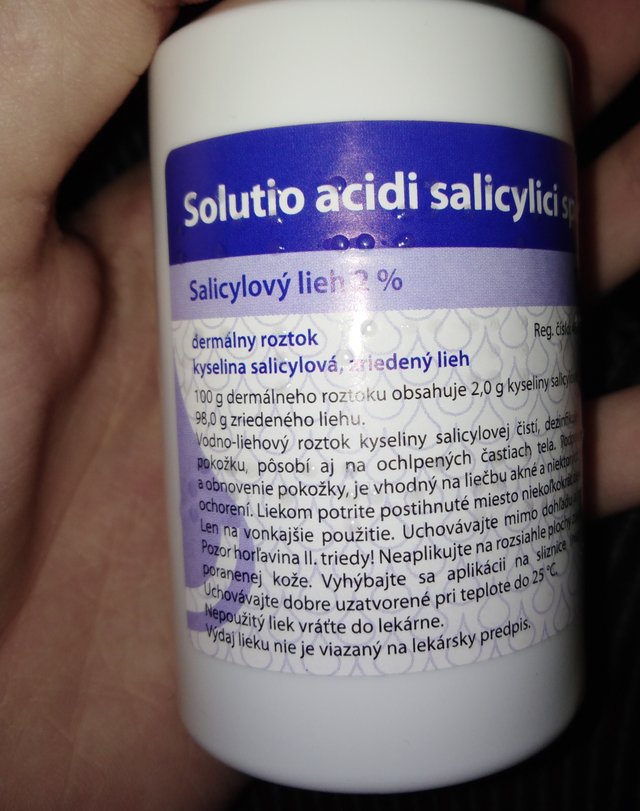 Solutio acidi salicylici
Salicylový lieh 2 %
dermálny roztok
Reg.
kyselina salicylová, zriedený lieh
100 g dermálneho roztoku obsahuje 2,0 g kyseliny
98,0 g zriedeného liehu.
Vodno-liehový roztok kyseliny salicylovej čistí,
pokožku, pôsobí aj na ochlpených častiach tela.
a obnovenie pokožky, je vhodný na liečbu akné a
ochorení. Liekom potrite postihnuté miesto
Len na vonkajšie použitie. Uchovávajte mimo
Pozor horľavina II. triedy! Neaplikujte na rozsiahle plochy
poranenej kože. Vyhýbajte sa aplikácii na sliznice,
Uchovávajte dobre uzatvorené pri teplote do 25 °C.
Nepoužitý liek vráťte do lekárne.
Výdaj lieku nie je viazaný na lekársky predpis.